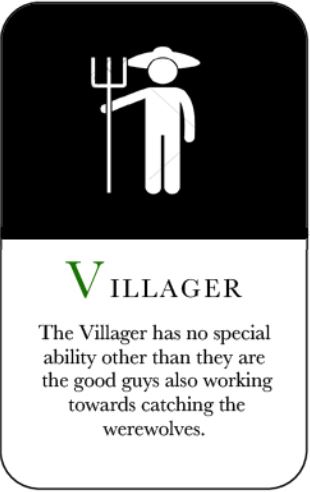 VILLAGER
The Villager has no special
ability other than they are
the good guys also working
towards catching the
werewolves.